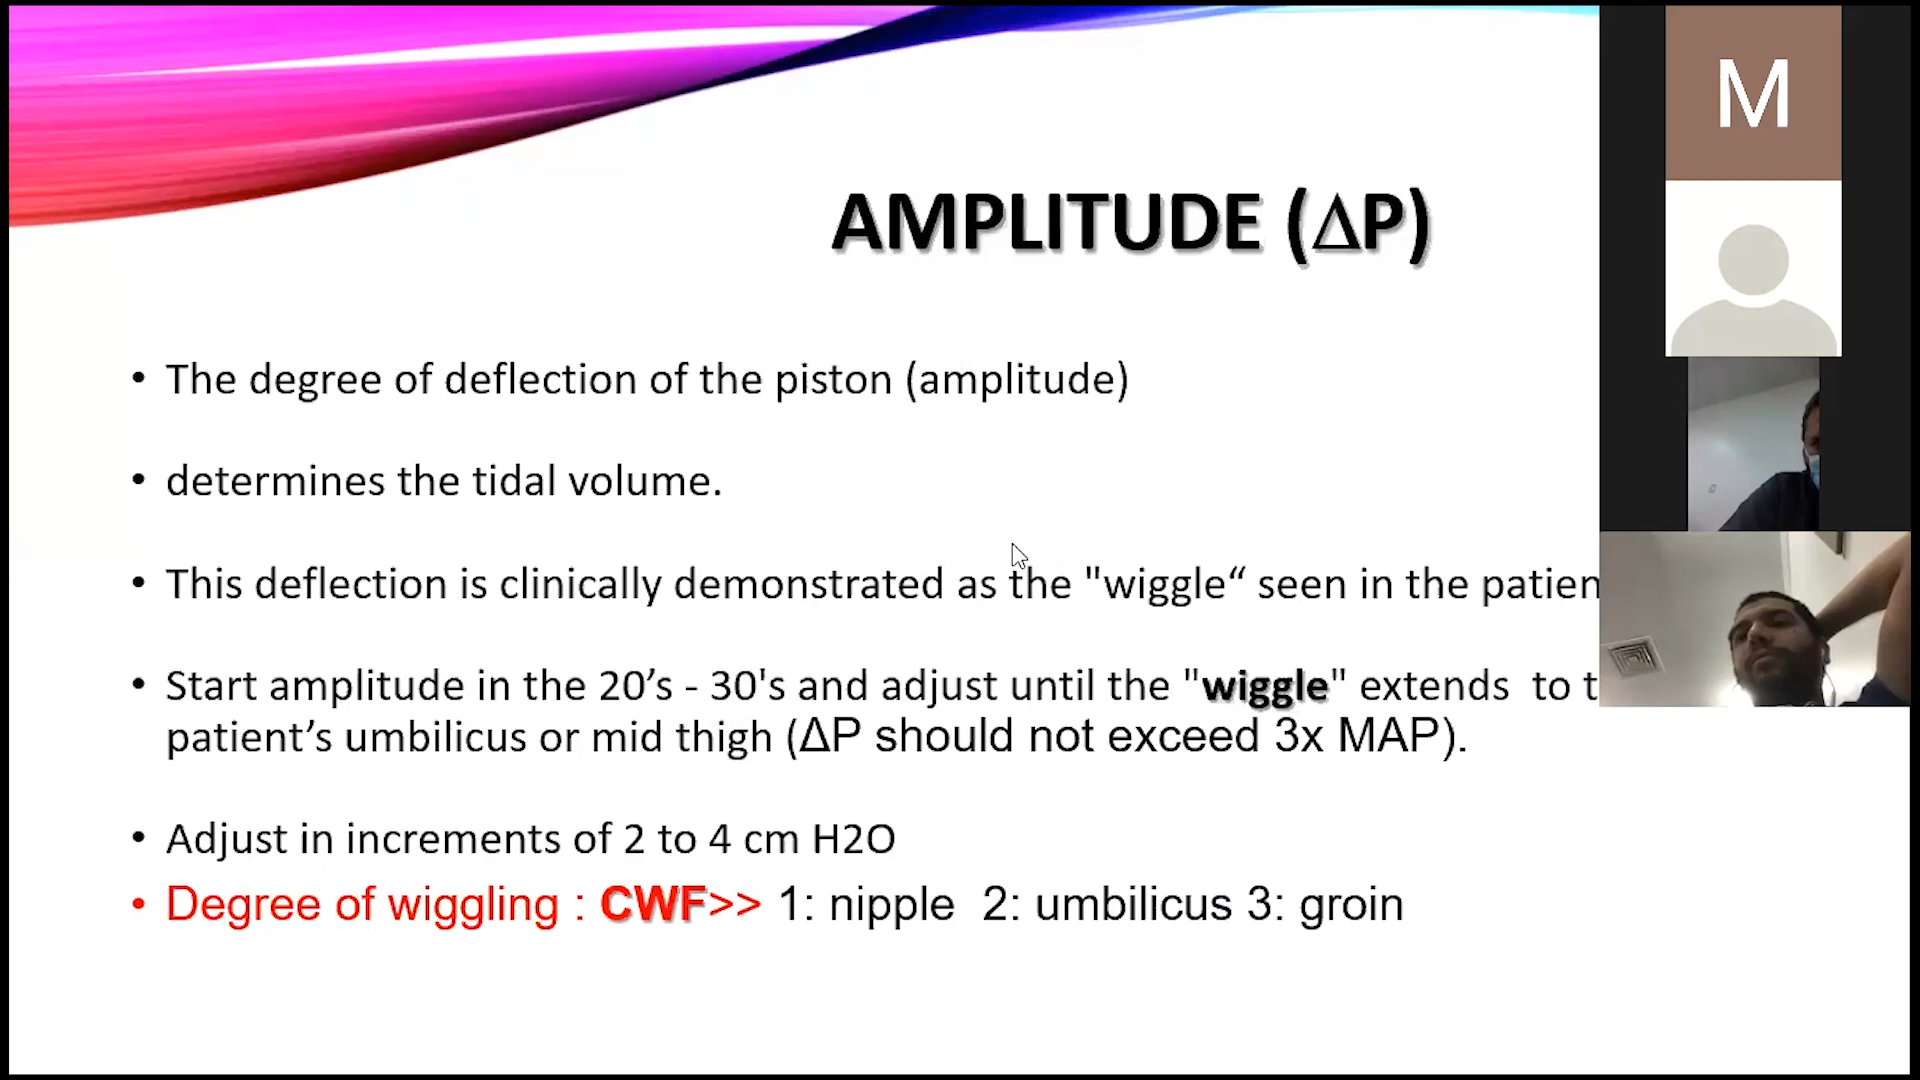 AMPLITUDE (ΔP)
• The degree of deflection of the piston (amplitude)
• determines the tidal volume.
• This deflection is clinically demonstrated as the "wiggle“ seen in the
• Start amplitude in the 20’s - 30's and adjust until the "wiggle" extends to
patient’s umbilicus or mid thigh (ΔP should not exceed 3x MAP).
• Adjust in increments of 2 to 4 cm H2O
• Degree of wiggling : CWF>> 1: nipple 2: umbilicus 3: groin
M